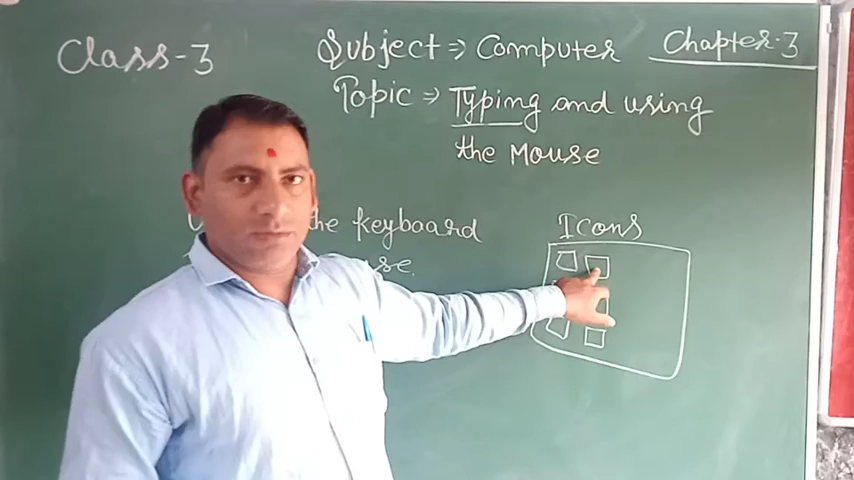 Class-3
Subject ⇒ Computer
Chapter-3
Topic ⇒ Typing and using
the Mouse
the keyboard
Icons